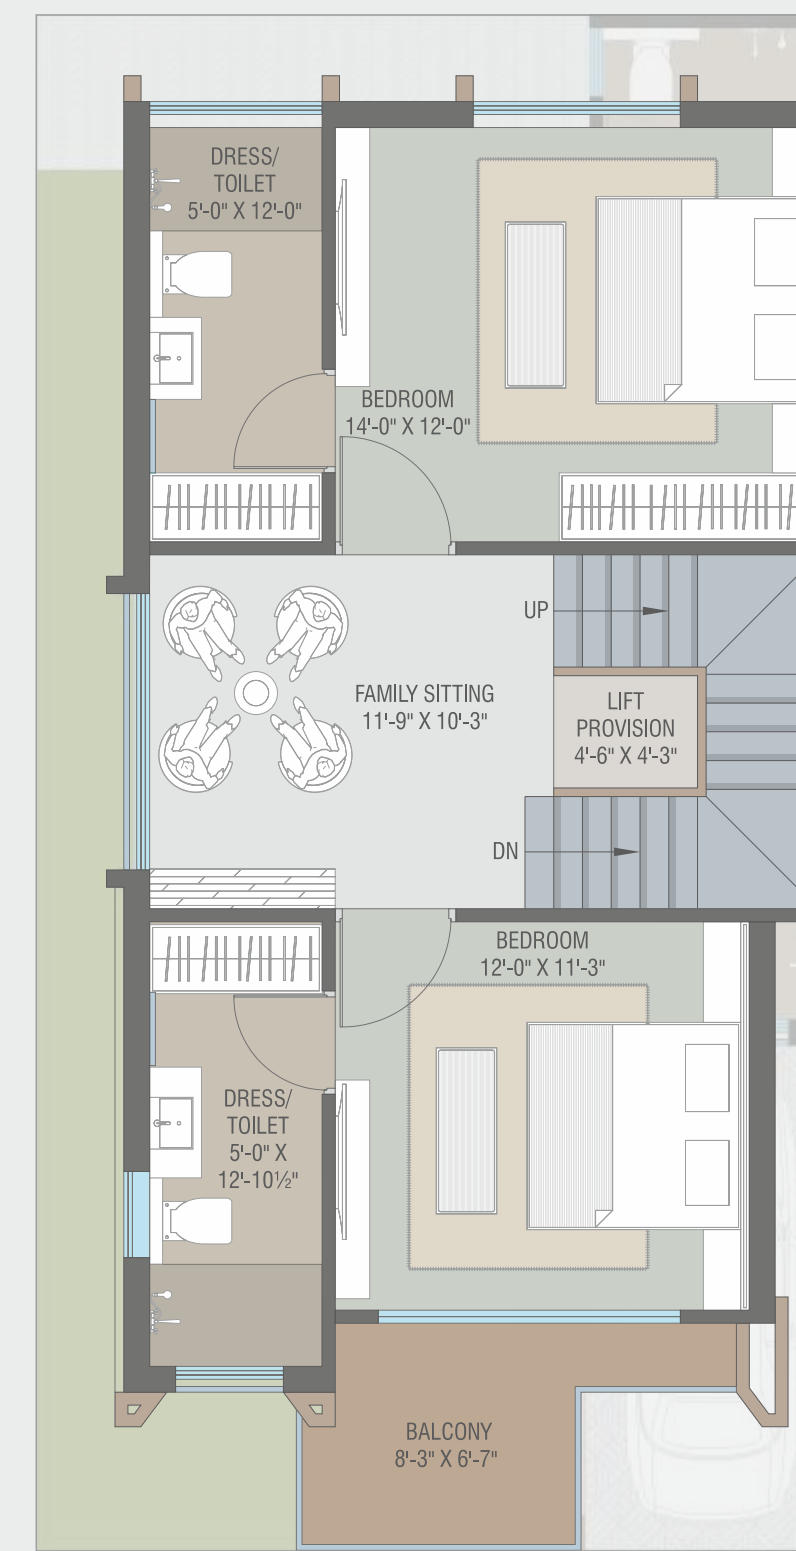 DRESS/
TOILET
5'-0" X 12'-0"
BEDROOM
14'-0" X 12'-0"
UP
FAMILY SITTING
11'-9" X 10'-3"
LIFT
PROVISION
4'-6" X 4'-3"
DN
BEDROOM
12'-0" X 11'-3"
DRESS/
TOILET
5'-0" X
12'-10½"
BALCONY
8'-3" X 6'-7"